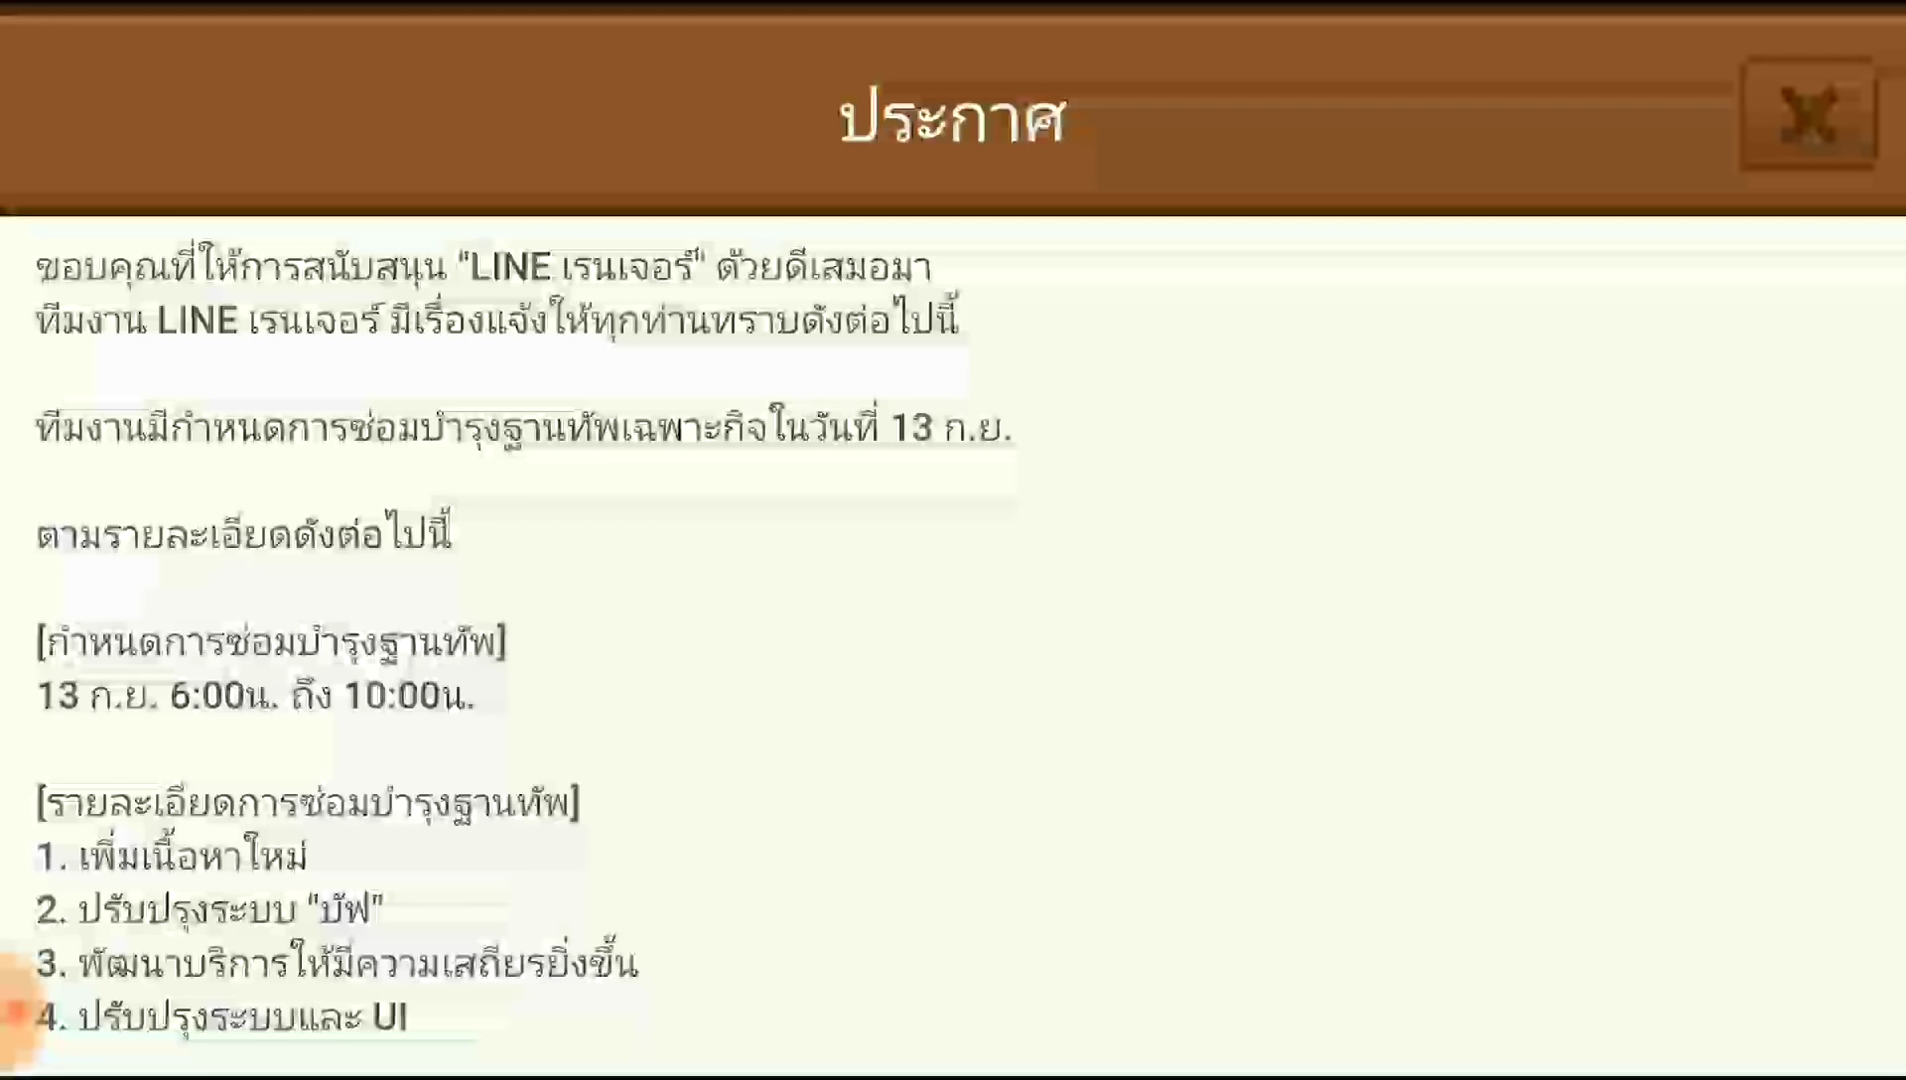 ประกาศ
ขอบคุณที่ให้การสนับสนุน "LINE เรนเจอร์" ด้วยดีเสมอมา
ทีมงาน LINE เรนเจอร์ มีเรื่องแจ้งให้ทุกท่านทราบดังต่อไปนี้
ทีมงานมีกำหนดการซ่อมบำรุงฐานทัพเฉพาะกิจในวันที่ 13 ก.ย.
ตามรายละเอียดดังต่อไปนี้
[กำหนดการซ่อมบำรุงฐานทัพ]
13 ก.ย. 6:00น. ถึง 10:00น.
[รายละเอียดการซ่อมบำรุงฐานทัพ]
1. เพิ่มเนื้อหาใหม่
2. ปรับปรุงระบบ "บัฟ"
3. พัฒนาบริการให้มีความเสถียรยิ่งขึ้น
4. ปรับปรุงระบบและ UI